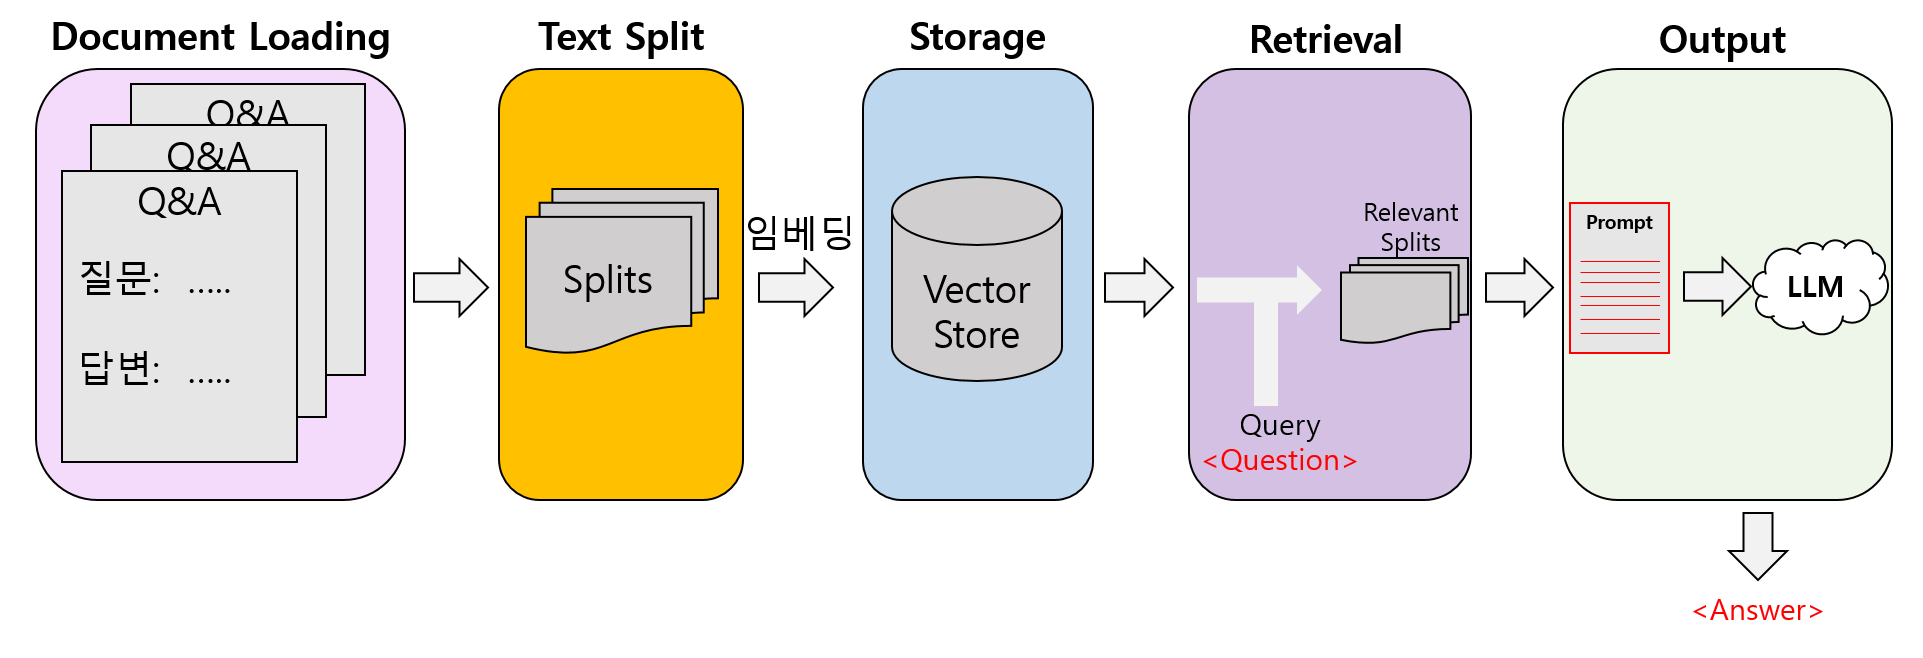 Document Loading
Q&A
Q&A
Q&A
질문: .....
답변: .....
Text Split
Splits
임베딩
Storage
Vector
Store
Retrieval
Relevant
Splits
Query
<Question>
Output
Prompt
LLM
<Answer>